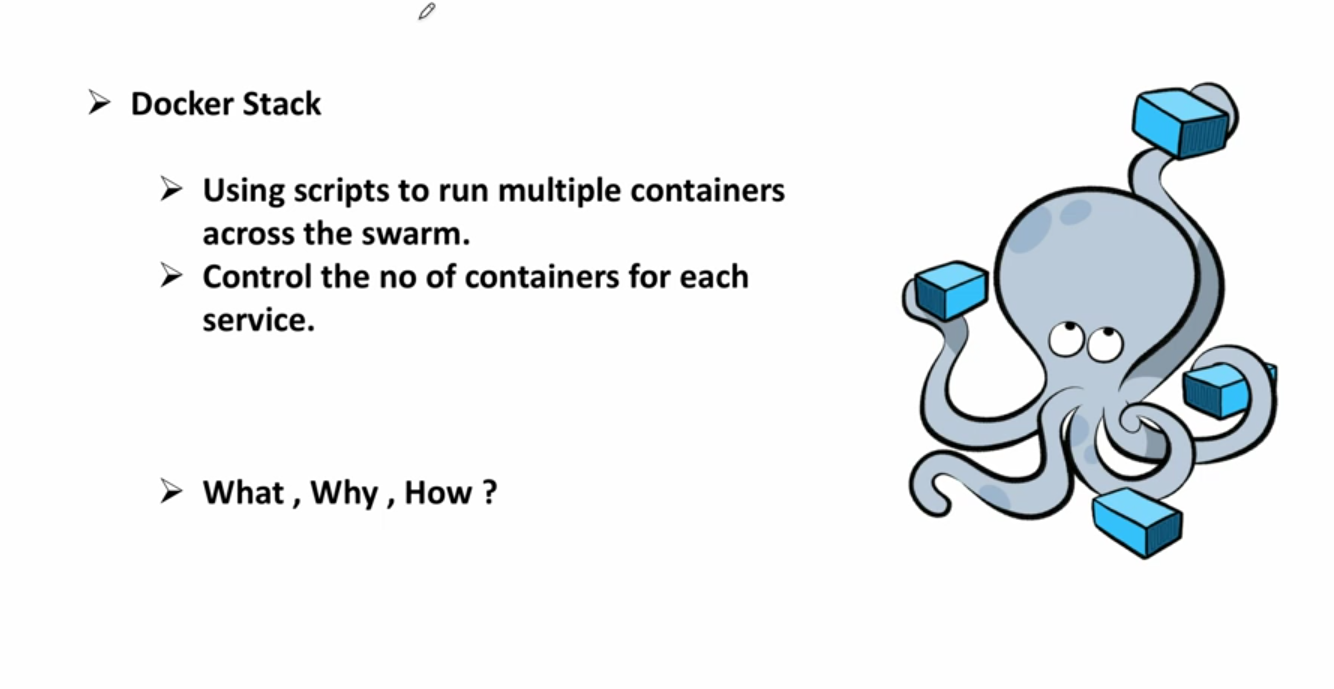 Docker Stack
Using scripts to run multiple containers
across the swarm.
Control the no of containers for each
service.
What , Why , How ?